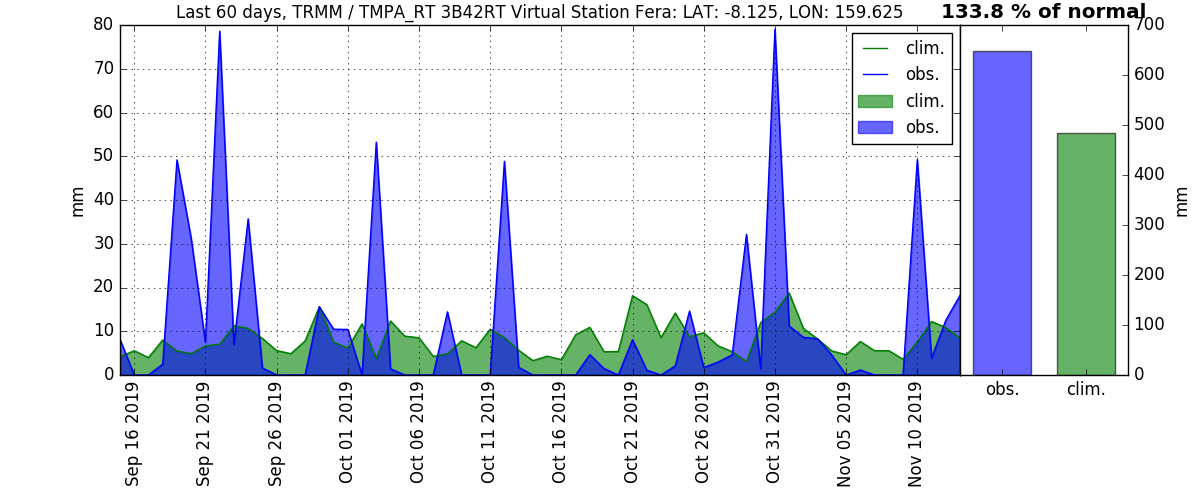 Last 60 days, TRMM / TMPA_RT 3B42RT Virtual Station Fera: LAT: -8.125, LON: 159.625
133.8 % of normal
80
70
60
50
40
30
20
10
0
mm
clim.
obs.
clim.
obs.
700
600
500
400
300
200
100
0
mm
obs.
clim.
Sep 16 2019
Sep 21 2019
Sep 26 2019
Oct 01 2019
Oct 06 2019
Oct 11 2019
Oct 16 2019
Oct 21 2019
Oct 26 2019
Oct 31 2019
Nov 05 2019
Nov 10 2019